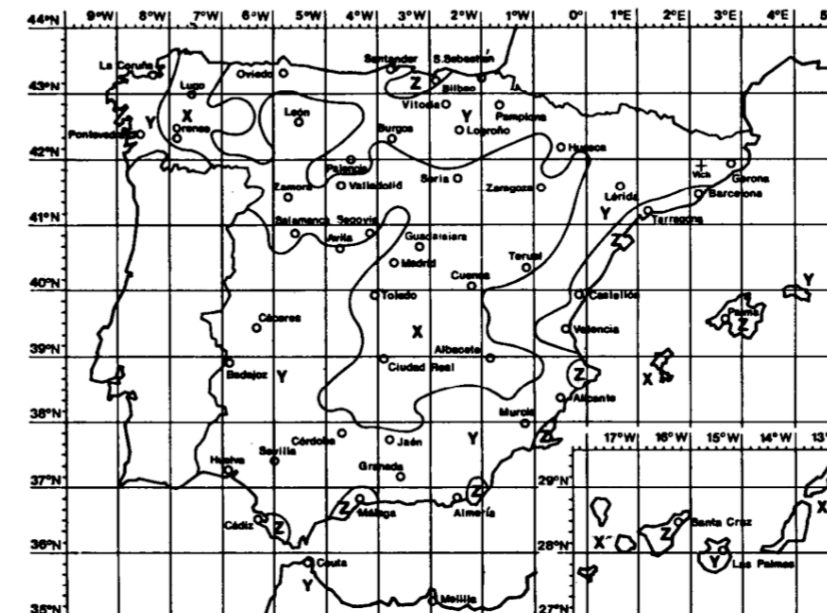 44°N 9°W 8°W 7°W 6°W 5°W 4°W 3°W 2°W 1°W 0° 1°E 2°E 3°E 4°E
La Coruña Oviedo Santander S.Sebastián
43°N Lugo Z Bilbao
Vitoria Pamplona
Y X León Y
Pontevedra Orense Burgos Logroño
42°N Palencia Huesca Vich Gerona
Zamora Valladolid Soria Zaragoza Lérida Barcelona
41°N Salamanca Segovia Y Tarragona
Y Avila Guadalajara Z
Madrid Teruel
40°N Toledo Cuenca Castellón Y
Cáceres Valencia Palma Z
X
39°N Albacete
Badajoz Y Ciudad Real Z X
38°N Alicante
Murcia
Córdoba Jaén Y Z 17°W 16°W 15°W 14°W
37°N Huelva Sevilla Granada
Z 29°N
Z Málaga Almería X
Cádiz Z Santa Cruz
Z
36°N X 28°N Y Las Palmas
Ceuta
Y
Melilla 27°N